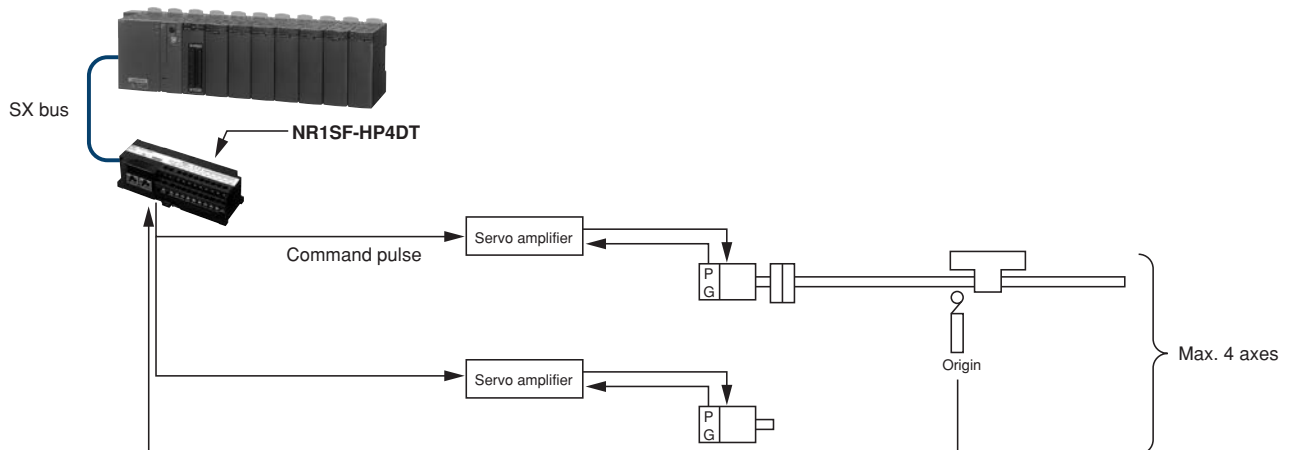 SX bus
NR1SF-HP4DT
Command pulse
Servo amplifier
P
G
Origin
Max. 4 axes
Servo amplifier
P
G